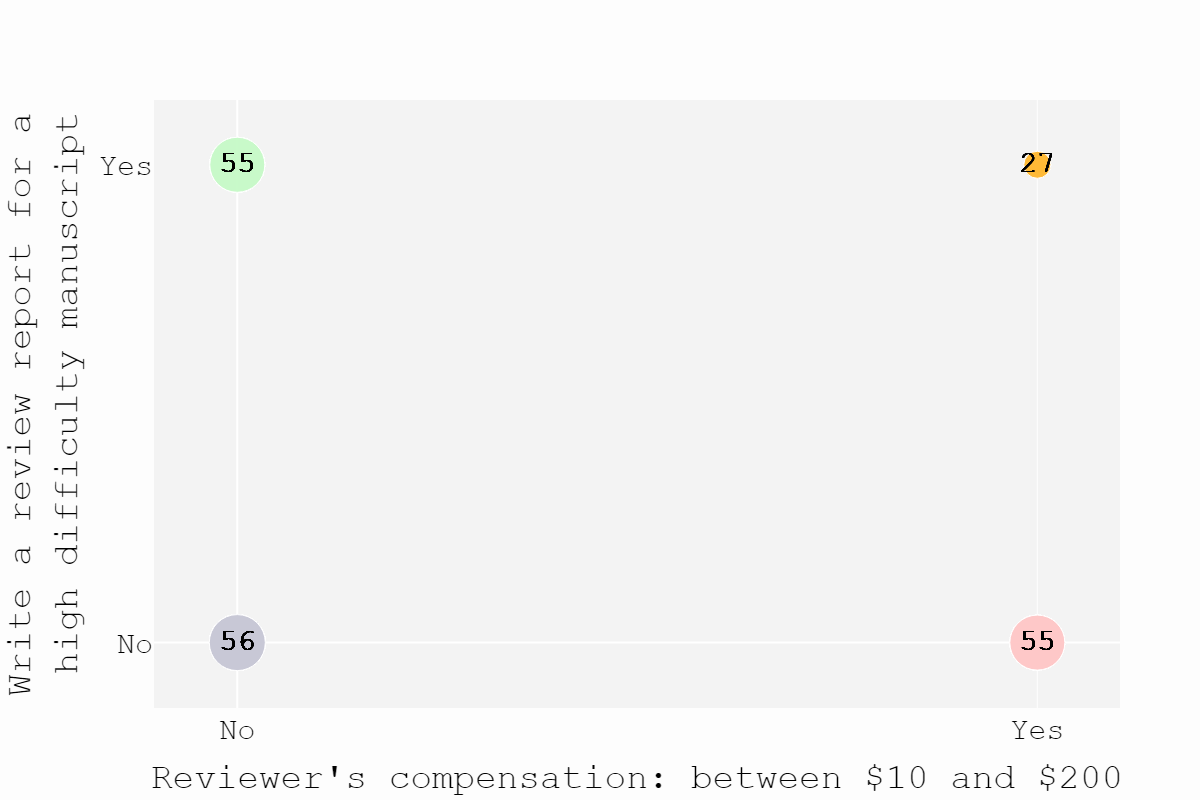 Write a review report for a
high difficulty manuscript
Yes
55
27
No
56
55
No
Yes
Reviewer's compensation: between $10 and $200